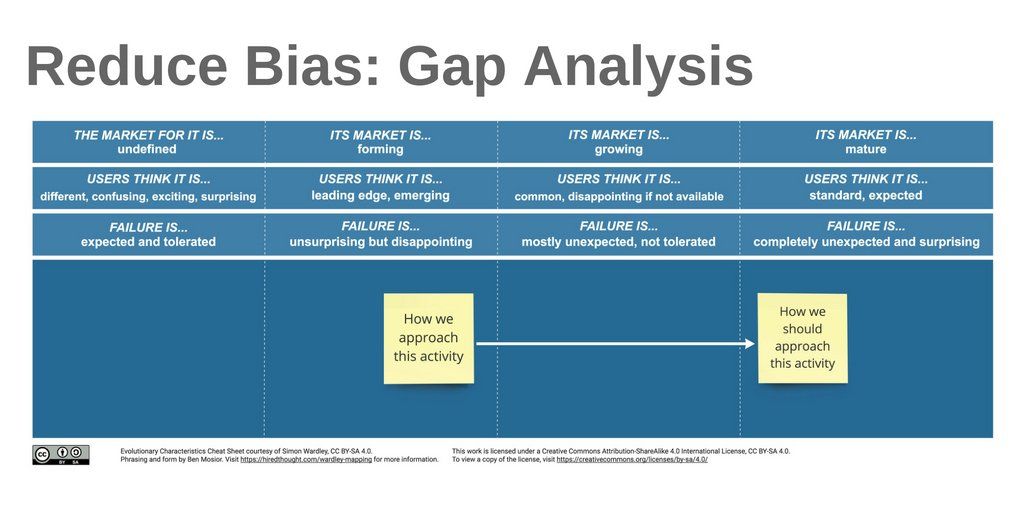 Reduce Bias: Gap Analysis
THE MARKET FOR IT IS...
undefined
ITS MARKET IS...
forming
ITS MARKET IS...
growing
ITS MARKET IS...
mature
USERS THINK IT IS...
different, confusing, exciting, surprising
USERS THINK IT IS...
leading edge, emerging
USERS THINK IT IS...
common, disappointing if not available
USERS THINK IT IS...
standard, expected
FAILURE IS...
expected and tolerated
FAILURE IS...
unsurprising but disappointing
FAILURE IS...
mostly unexpected, not tolerated
FAILURE IS...
completely unexpected and surprising
How we
approach
this activity
How we
should
approach
this activity
cc
BY SA
Evolutionary Characteristics Cheat Sheet courtesy of Simon Wardley, CC BY-SA 4.0.
Phrasing and form by Ben Mosior. Visit https://hiredthought.com/wardley-mapping for more information.
This work is licensed under a Creative Commons Attribution-ShareAlike 4.0 International License, CC BY-SA 4.0.
To view a copy of the license, visit https://creativecommons.org/licenses/by-sa/4.0/